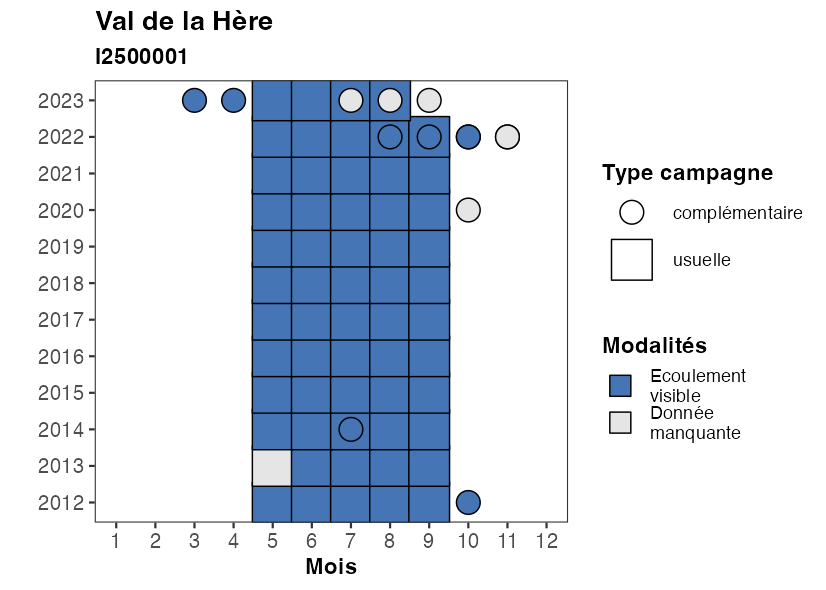 Val de la Hère
I2500001
2023
2022
2021
2020
2019
2018
2017
2016
2015
2014
2013
2012
1 2 3 4 5 6 7 8 9 10 11 12
Mois
Type campagne
complémentaire
usuelle
Modalités
Ecoulement
visible
Donnée
manquante